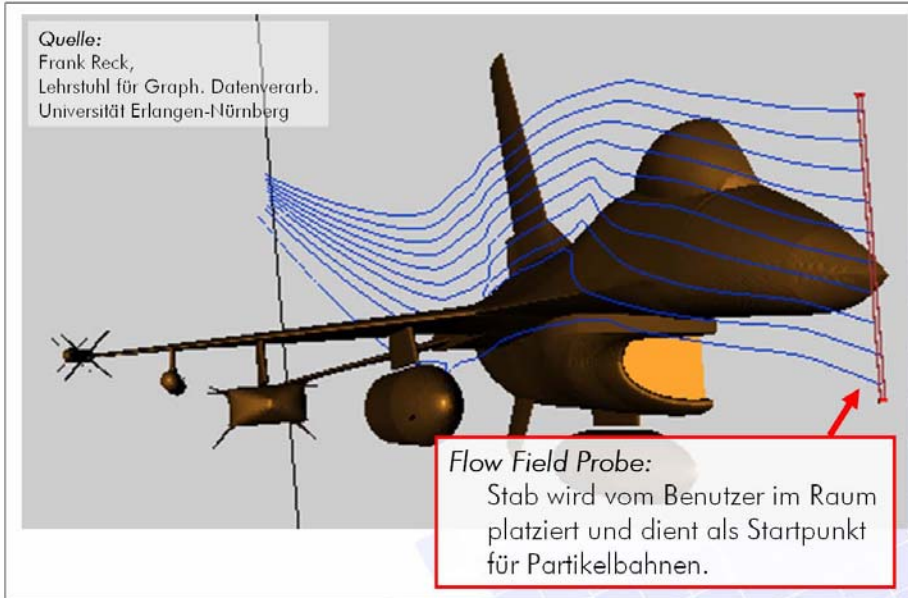 Quelle:
Frank Reck,
Lehrstuhl für Graph. Datenverarb.
Universität Erlangen-Nürnberg
Flow Field Probe:
Stab wird vom Benutzer im Raum
platziert und dient als Startpunkt
für Partikelbahnen.